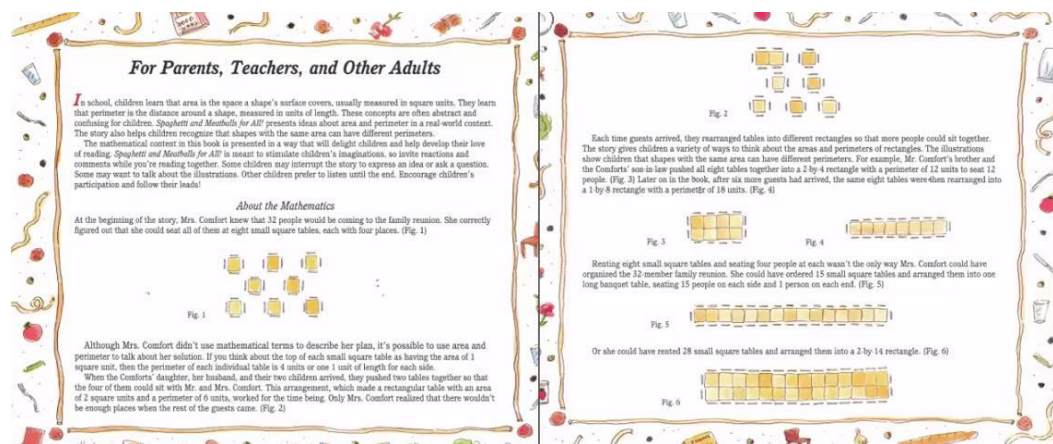 For Parents, Teachers, and Other Adults
In school, children learn that area is the space a shape's surface covers, usually measured in square units. They learn
that perimeter is the distance around a shape, measured in units of length. These concepts are often abstract and
confusing for children. Spaghetti and Meatballs for All! presents ideas about area and perimeter in a real-world context.
The story also helps children recognize that shapes with the same area can have different perimeters.
The mathematical content in this book is presented in a way that will delight children and help develop their love
of reading. Spaghetti and Meatballs for All! is meant to stimulate children's imaginations, so invite reactions and
comments while you're reading together. Some children may interrupt the story to express an idea or ask a question.
Some may want to talk about the illustrations. Other children prefer to listen until the end. Encourage children's
participation and follow their leads!
About the Mathematics
At the beginning of the story, Mrs. Comfort knew that 32 people would be coming to the family reunion. She correctly
figured out that she could seat all of them at eight small square tables, each with four places. (Fig. 1)
Fig. 1
Although Mrs. Comfort didn't use mathematical terms to describe her plan, it's possible to use area and
perimeter to talk about her solution. If you think about the top of each small square table as having the area of 1
square unit, then the perimeter of each individual table is 4 units or one 1 unit of length for each side.
When the Comforts' daughter, her husband, and their two children arrived, they pushed two tables together so that
the four of them could sit with Mr. and Mrs. Comfort. This arrangement, which made a rectangular table with an area
of 2 square units and a perimeter of 6 units, worked for the time being. Only Mrs. Comfort realized that there wouldn't
be enough places when the rest of the guests came. (Fig. 2)
Fig. 2
Each time guests arrived, they rearranged tables into different rectangles so that more people could sit together.
The story gives children a variety of ways to think about the areas and perimeters of rectangles. The illustrations
show children that shapes with the same area can have different perimeters. For example, Mr. Comfort's brother and
the Comforts' son-in-law pushed all eight tables together into a 2-by-4 rectangle with a perimeter of 12 units to seat 12
people. (Fig. 3) Later on in the book, after six more guests had arrived, the same eight tables were then rearranged into
a 1-by-8 rectangle with a perimeter of 18 units. (Fig. 4)
Fig. 3
Fig. 4
Renting eight small square tables and seating four people at each wasn't the only way Mrs. Comfort could have
organized the 32-member family reunion. She could have ordered 15 small square tables and arranged them into one
long banquet table, seating 15 people on each side and 1 person on each end. (Fig. 5)
Fig. 5
Or she could have rented 28 small square tables and arranged them into a 2-by-14 rectangle. (Fig. 6)
Fig. 6